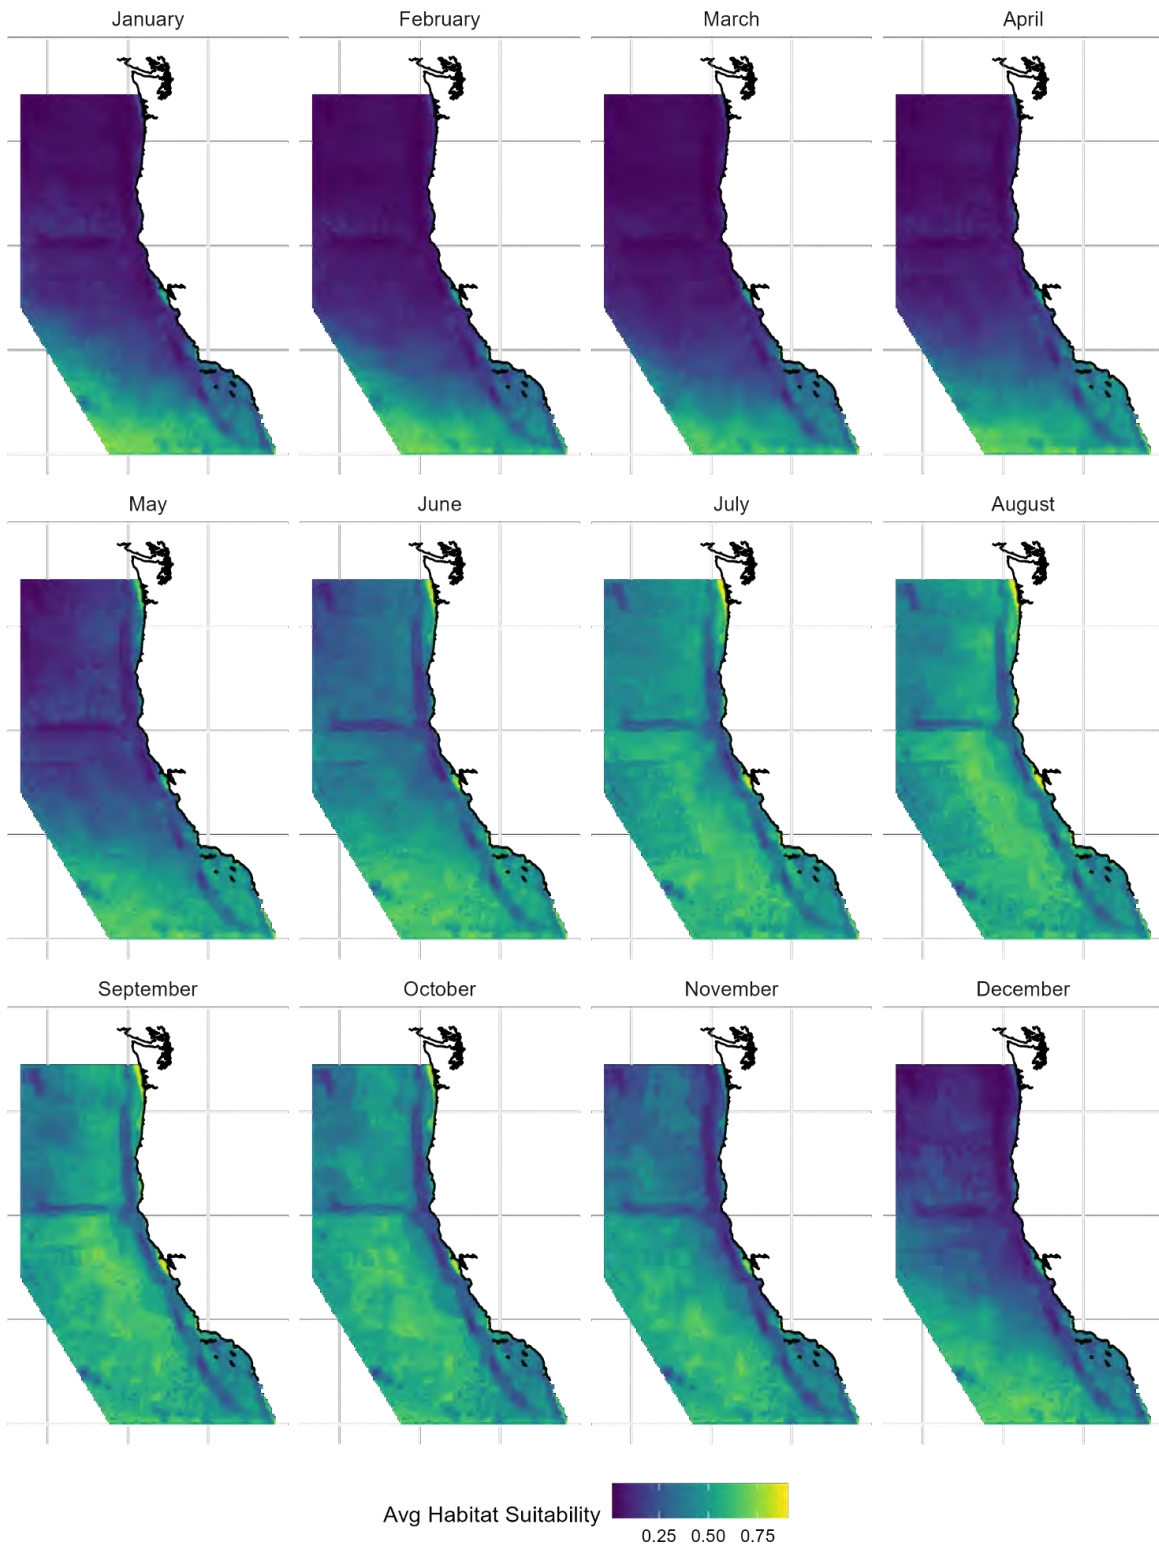 January February March April
May June July August
September October November December
Avg Habitat Suitability
0.25 0.50 0.75